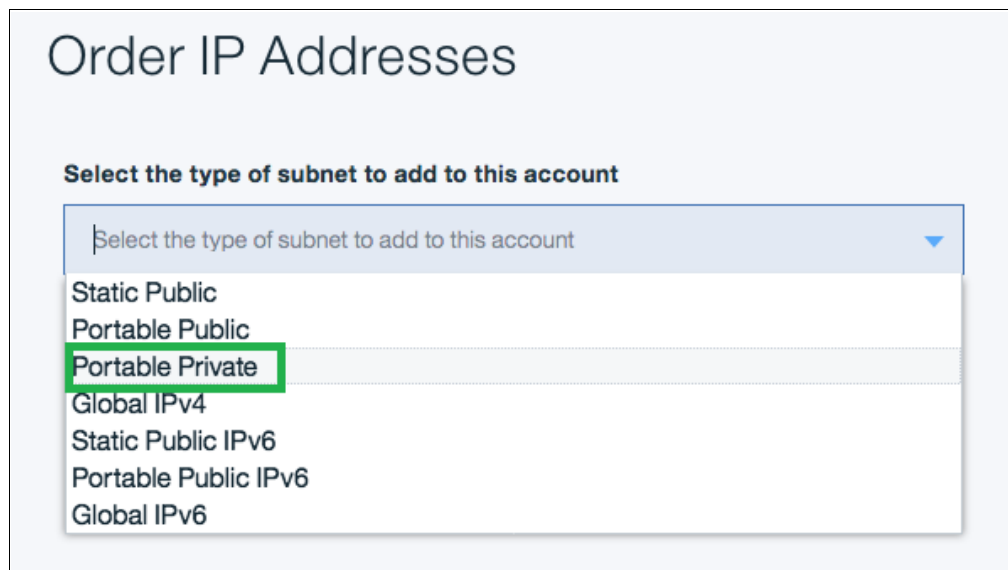 Order IP Addresses
Select the type of subnet to add to this account
Select the type of subnet to add to this account
Static Public
Portable Public
Portable Private
Global IPv4
Static Public IPv6
Portable Public IPv6
Global IPv6